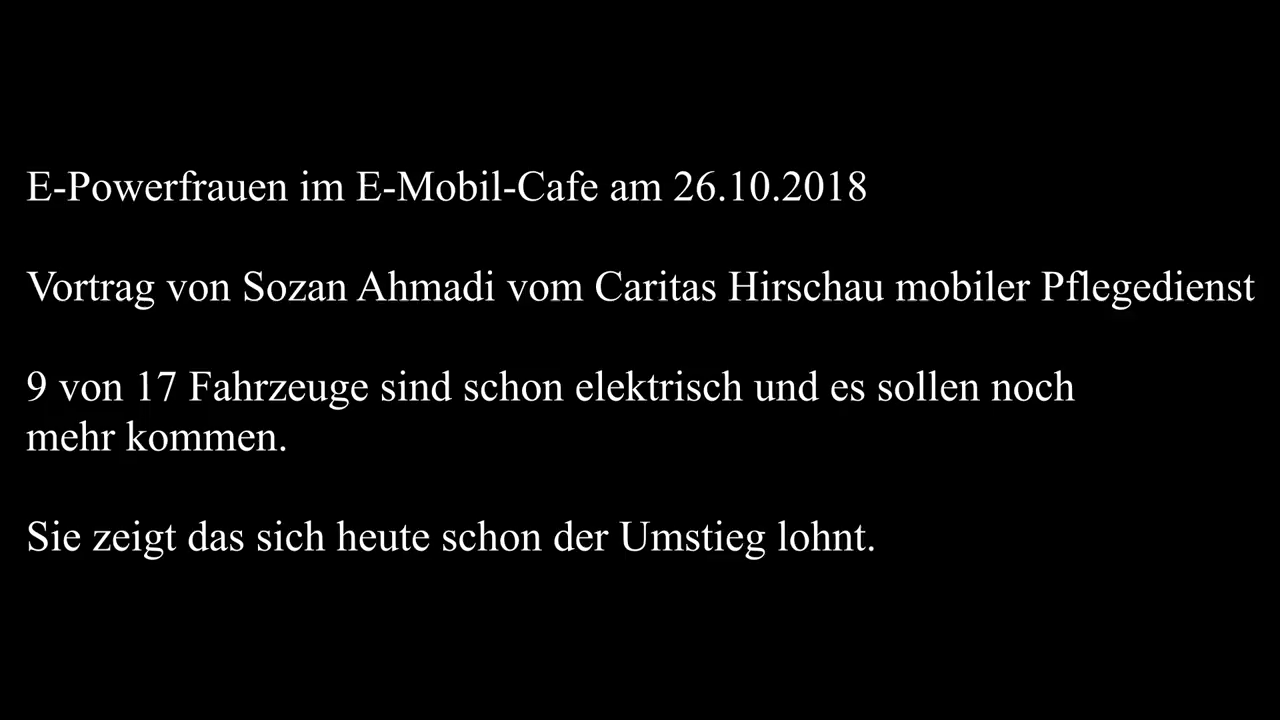 E-Powerfrauen im E-Mobil-Cafe am 26.10.2018
Vortrag von Sozan Ahmadi vom Caritas Hirschau mobiler Pflegedienst
9 von 17 Fahrzeuge sind schon elektrisch und es sollen noch
mehr kommen.
Sie zeigt das sich heute schon der Umstieg lohnt.